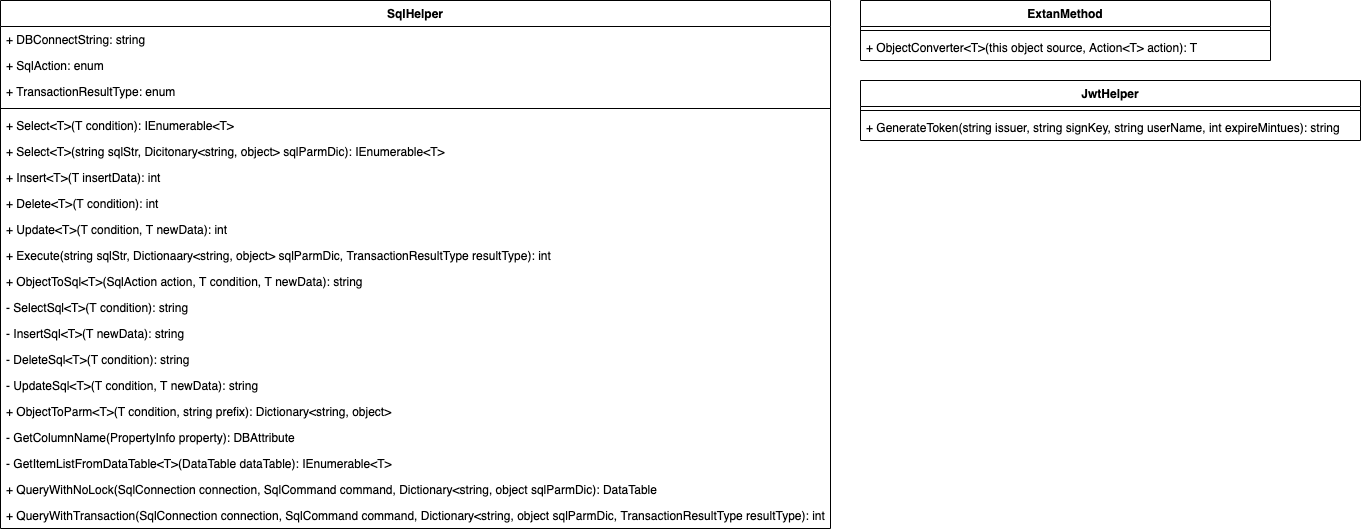 SqlHelper
+ DBConnectString: string
+ SqlAction: enum
+ TransactionResultType: enum
+ Select<T>(T condition): IEnumerable<T>
+ Select<T>(string sqlStr, Dicitonary<string, object> sqlParmDic): IEnumerable<T>
+ Insert<T>(T insertData): int
+ Delete<T>(T condition): int
+ Update<T>(T condition, T newData): int
+ Execute(string sqlStr, Dictionaary<string, object> sqlParmDic, TransactionResultType resultType): int
+ ObjectToSql<T>(SqlAction action, T condition, T newData): string
- SelectSql<T>(T condition): string
- InsertSql<T>(T newData): string
- DeleteSql<T>(T condition): string
- UpdateSql<T>(T condition, T newData): string
+ ObjectToParm<T>(T condition, string prefix): Dictionary<string, object>
- GetColumnName(PropertyInfo property): DBAttribute
- GetItemListFromDataTable<T>(DataTable dataTable): IEnumerable<T>
+ QueryWithNoLock(SqlConnection connection, SqlCommand command, Dictionary<string, object sqlParmDic): DataTable
+ QueryWithTransaction(SqlConnection connection, SqlCommand command, Dictionary<string, object sqlParmDic, TransactionResultType resultType): int
ExtanMethod
+ ObjectConverter<T>(this object source, Action<T> action): T
JwtHelper
+ GenerateToken(string issuer, string signKey, string userName, int expireMintues): string